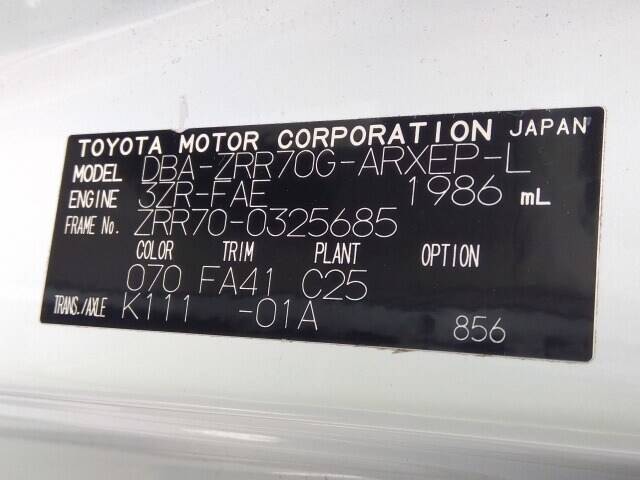 TOYOTA MOTOR CORPORATION JAPAN
MODEL DBA-ZRR70G-ARXEP-L
ENGINE 3ZR-FAE 1986 mL
FRAME No. ZRR70-0325685
COLOR TRIM PLANT OPTION
070 FA41 C25
TRANS./AXLE K111 -01A
856